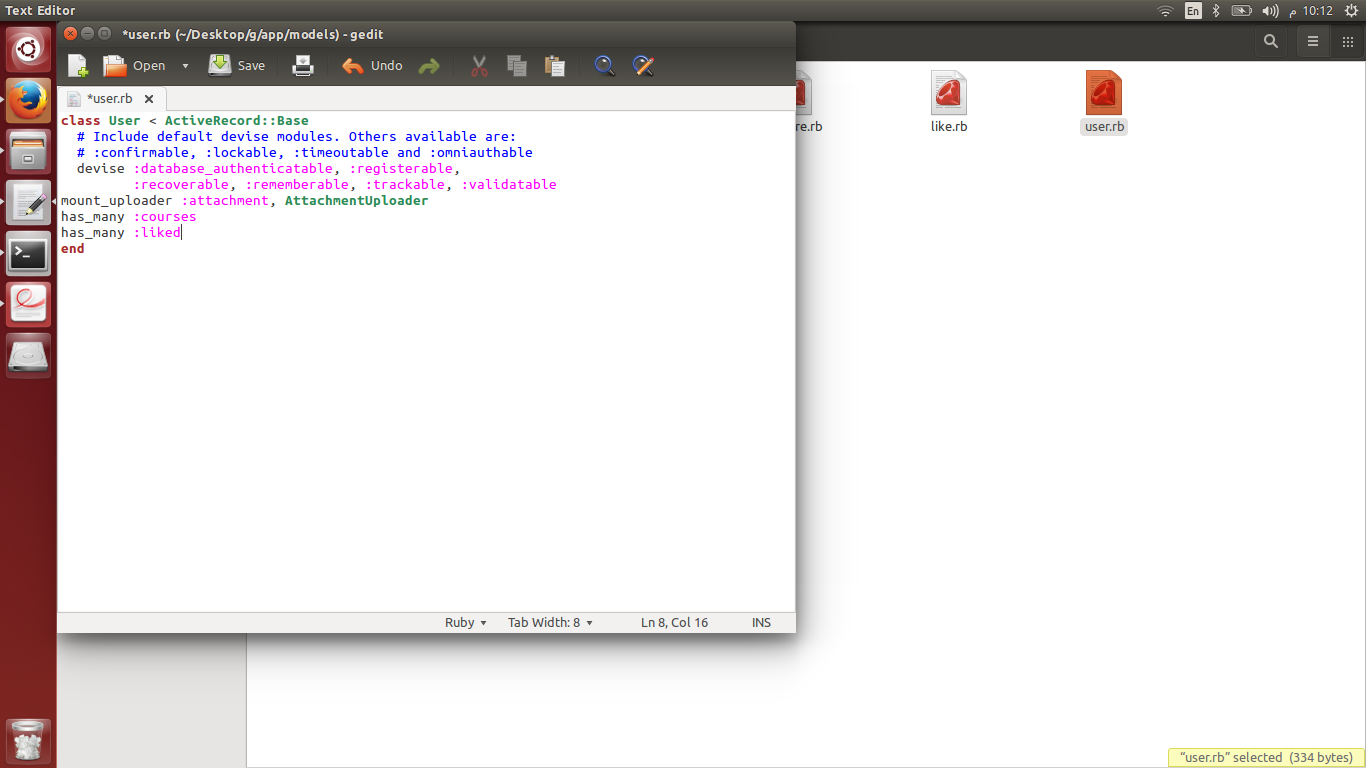 Text Editor
En
م 10:12
*user.rb (~/Desktop/g/app/models) - gedit
Open
Save
Undo
*user.rb
class User < ActiveRecord::Base
# Include default devise modules. Others available are:
# :confirmable, :lockable, :timeoutable and :omniauthable
devise :database_authenticatable, :registerable,
:recoverable, :rememberable, :trackable, :validatable
mount_uploader :attachment, AttachmentUploader
has_many :courses
has_many :liked
end
Ruby
Tab Width: 8
Ln 8, Col 16
INS
re.rb
like.rb
user.rb
“user.rb” selected (334 bytes)